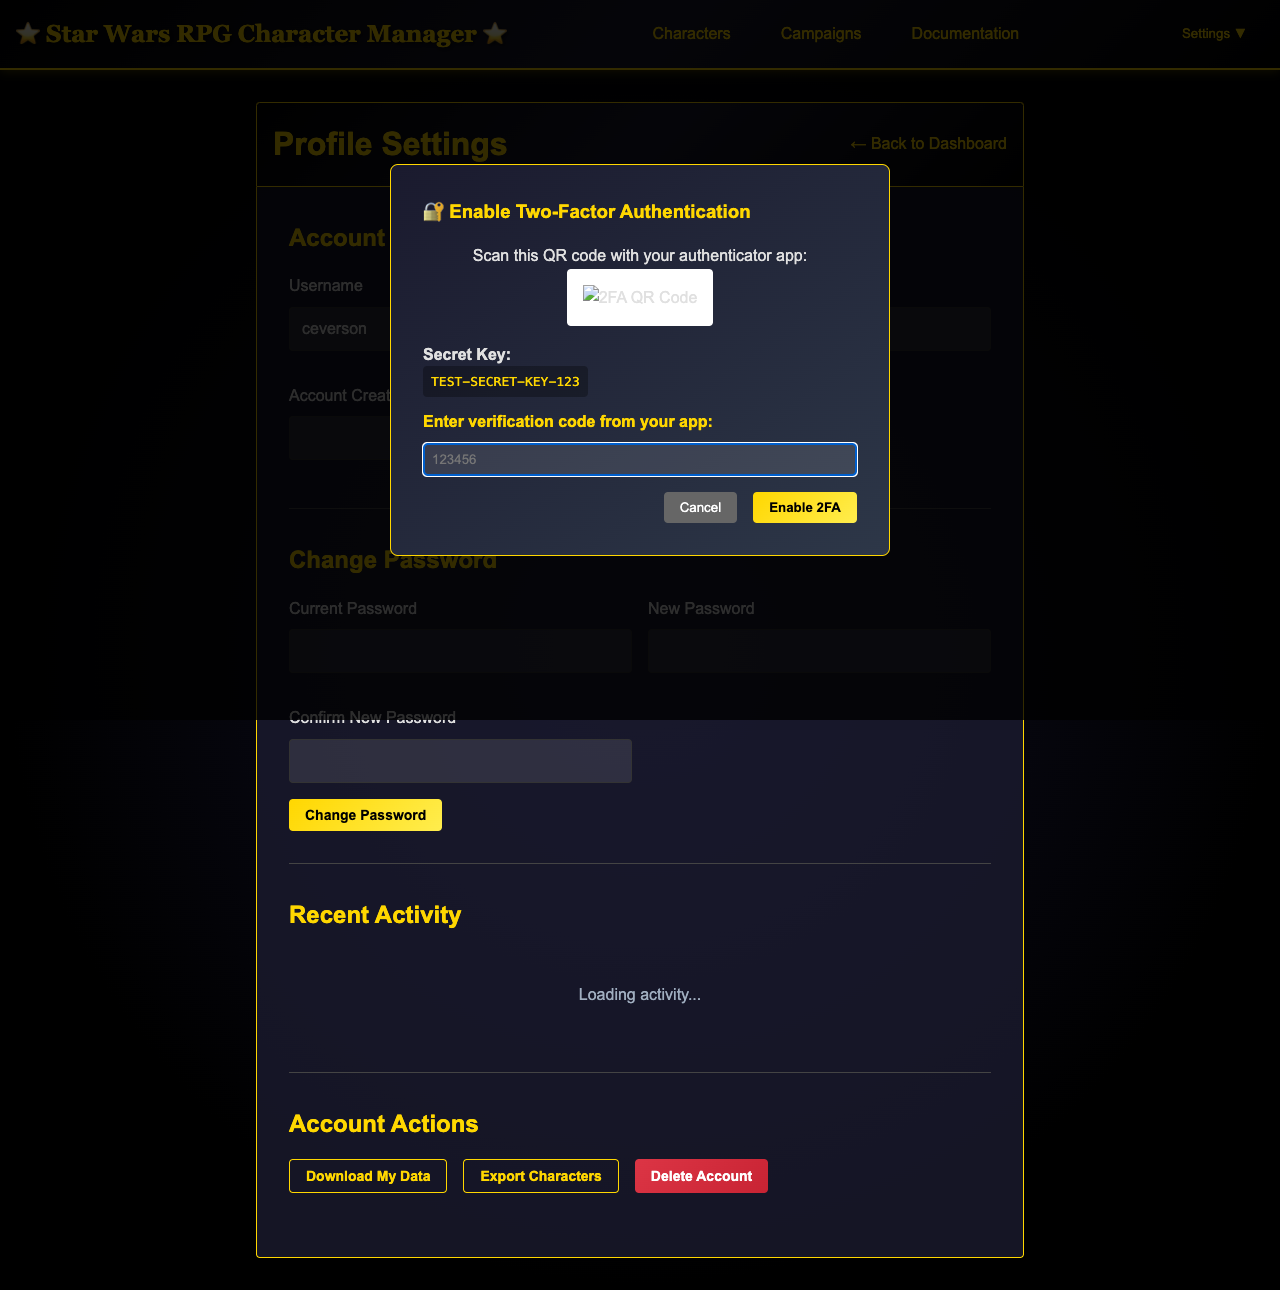 ⭐ Star Wars RPG Character Manager ⭐
Characters
Campaigns
Documentation
Settings ▼
Profile Settings
← Back to Dashboard
🔐 Enable Two-Factor Authentication
Scan this QR code with your authenticator app:
2FA QR Code
Secret Key:
TEST-SECRET-KEY-123
Enter verification code from your app:
123456
Cancel
Enable 2FA
Account
Username
ceverson
Account Creat
Change Password
Current Password
New Password
Confirm New Password
Change Password
Recent Activity
Loading activity...
Account Actions
Download My Data
Export Characters
Delete Account